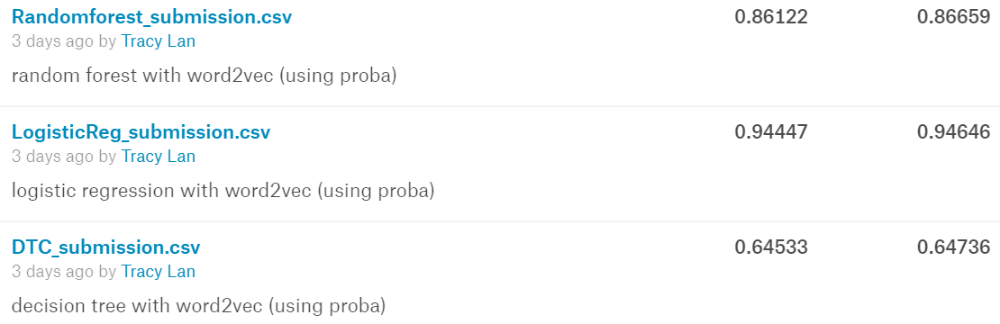 Randomforest_submission.csv 0.86122 0.86659
3 days ago by Tracy Lan
random forest with word2vec (using proba)
LogisticReg_submission.csv 0.94447 0.94646
3 days ago by Tracy Lan
logistic regression with word2vec (using proba)
DTC_submission.csv 0.64533 0.64736
3 days ago by Tracy Lan
decision tree with word2vec (using proba)